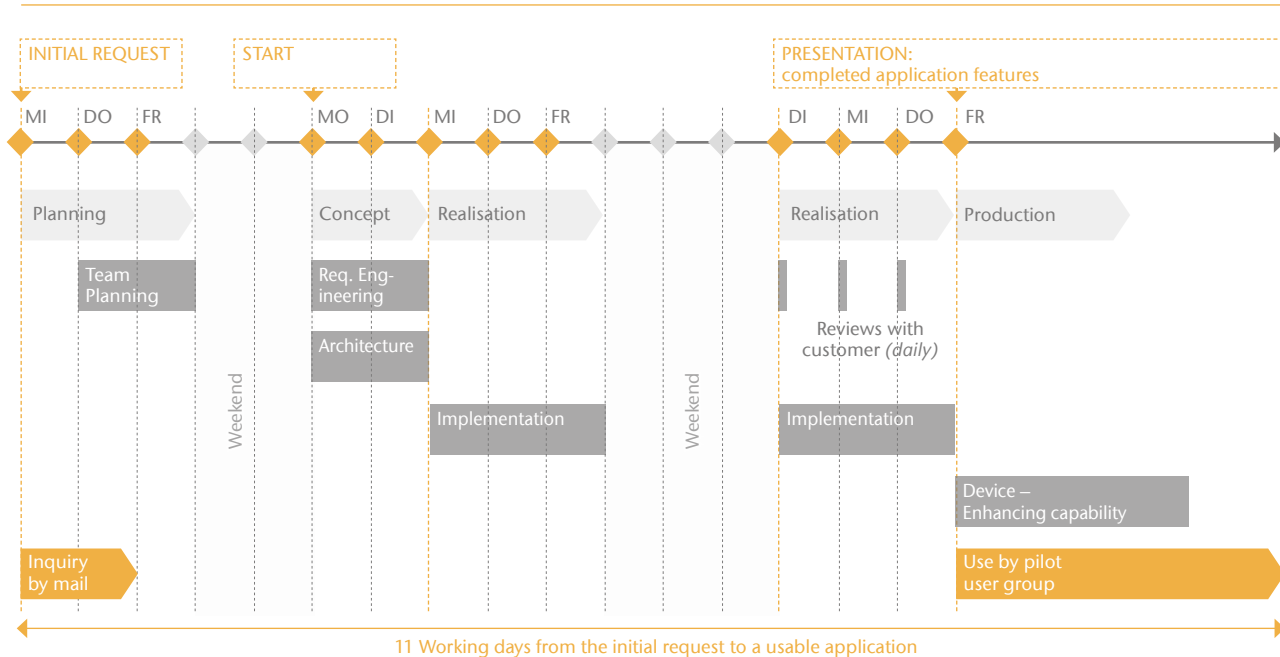 INITIAL REQUEST
START
PRESENTATION:
completed application features
MI
DO
FR
MO
DI
MI
DO
FR
DI
MI
DO
FR
Planning
Concept
Realisation
Realisation
Production
Team
Planning
Req. Eng-
ineering
Reviews with
customer (daily)
Architecture
Weekend
Weekend
Implementation
Implementation
Device –
Enhancing capability
Inquiry
by mail
Use by pilot
user group
11 Working days from the initial request to a usable application